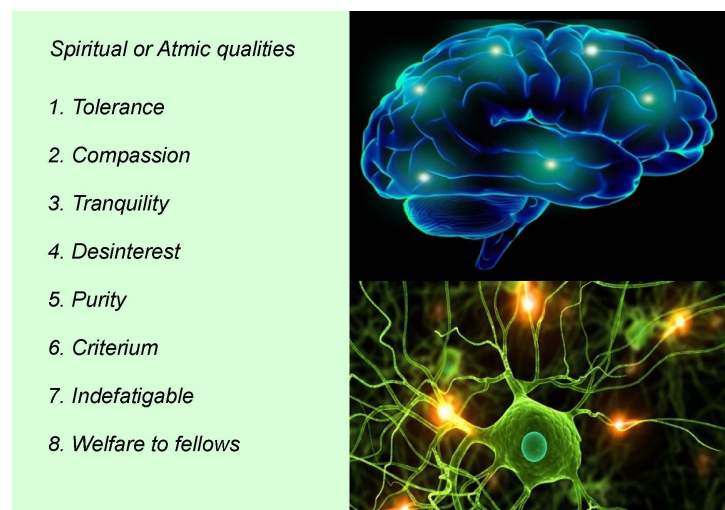 Spiritual or Atmic qualities
1. Tolerance
2. Compassion
3. Tranquility
4. Desinterest
5. Purity
6. Criterium
7. Indefatigable
8. Welfare to fellows